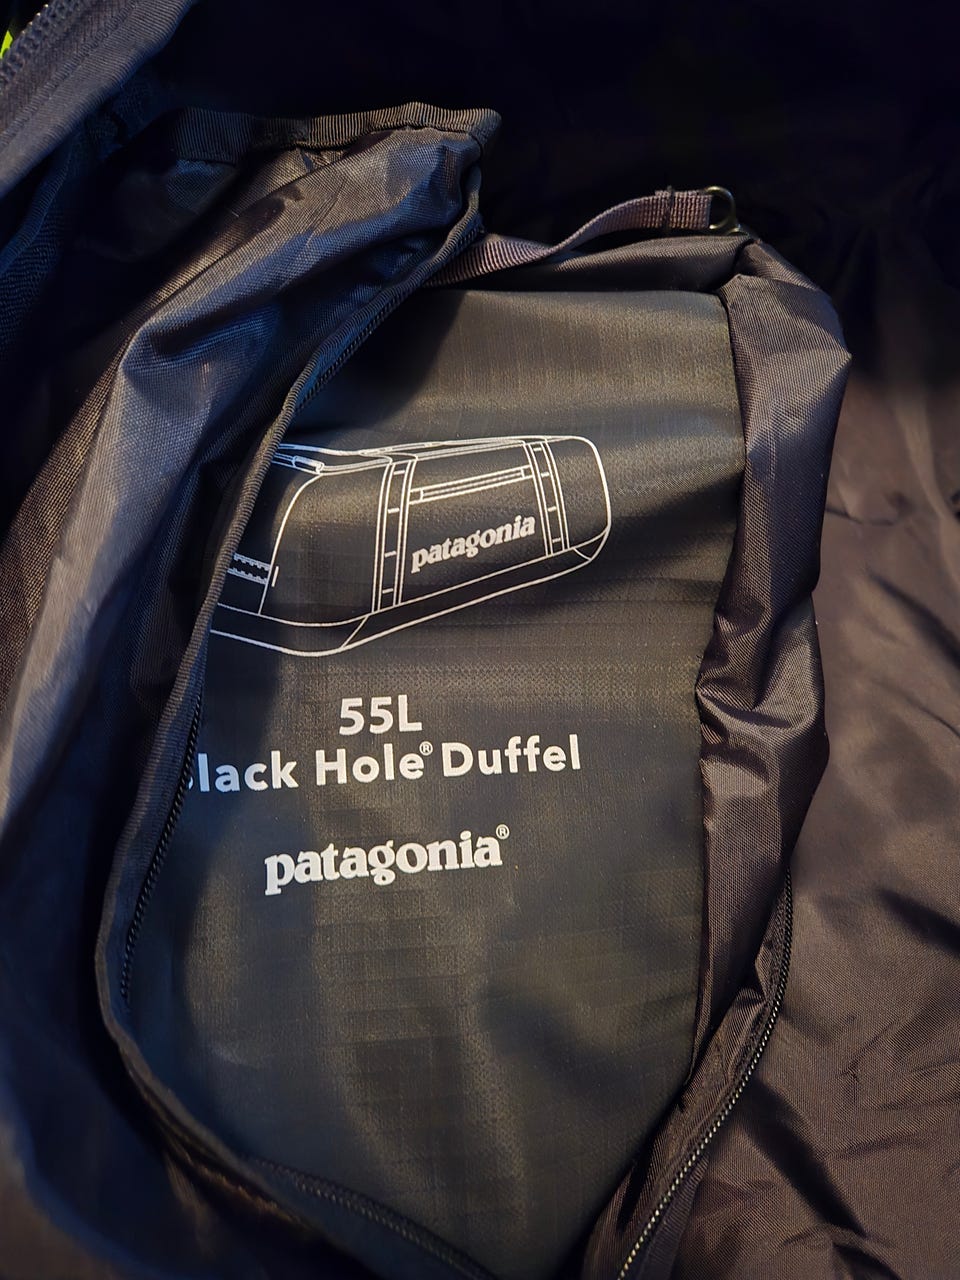 patagonia
55L
lack Hole® Duffel
patagonia®